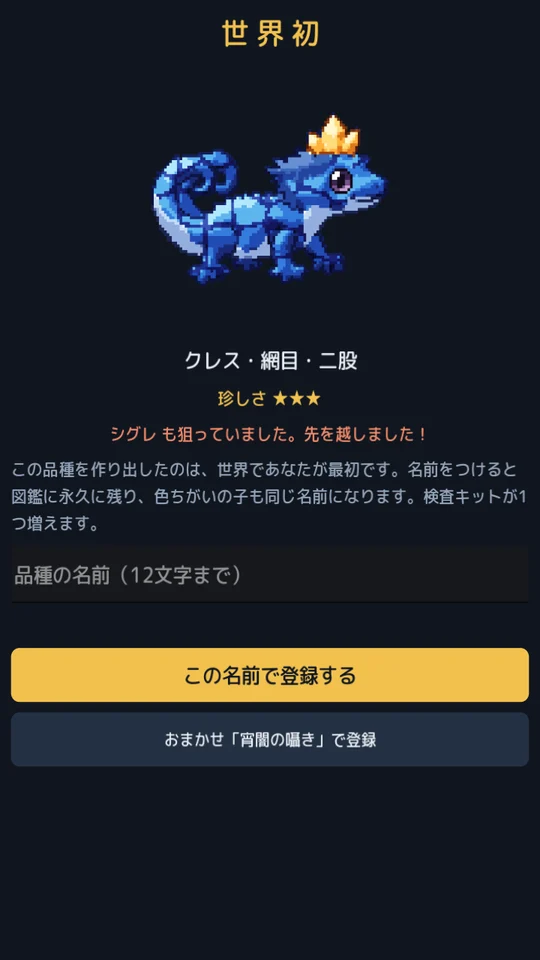 世界初
クレス・網目・二股
珍しさ ★★★
シグレ も狙っていました。先を越しました！
この品種を作り出したのは、世界であなたが最初です。名前をつけると
図鑑に永久に残り、色ちがいの子も同じ名前になります。検査キットが1
つ増えます。
品種の名前（12文字まで）
この名前で登録する
おまかせ「宵闇の囁き」で登録